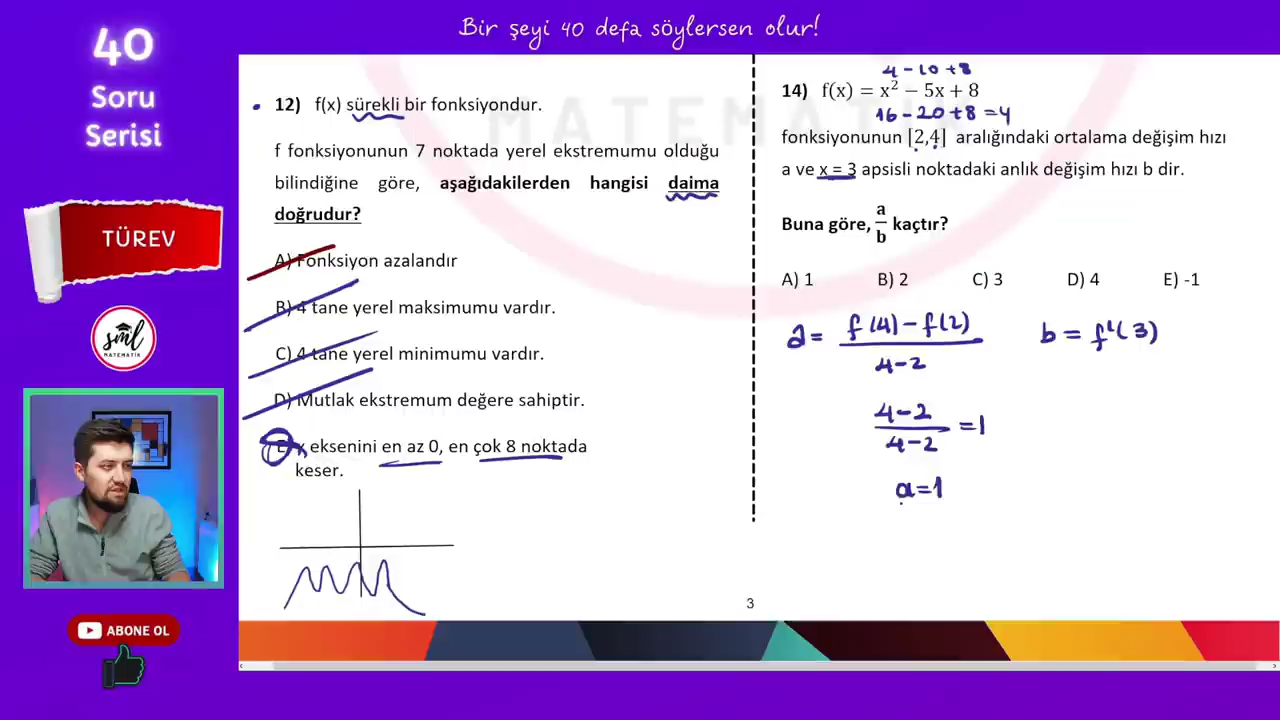 Bir şeyi 40 defa söylersen olur!
40
Soru
Serisi
TÜREV
sml
MATEMATİK
ABONE OL
MATEMATİK
12) f(x) sürekli bir fonksiyondur.
f fonksiyonunun 7 noktada yerel ekstremumu olduğu
bilindiğine göre, aşağıdakilerden hangisi daima
doğrudur?
A) Fonksiyon azalandır
B) 4 tane yerel maksimumu vardır.
C) 4 tane yerel minimumu vardır.
D) Mutlak ekstremum değere sahiptir.
E) x eksenini en az 0, en çok 8 noktada
keser.
4 - 10 + 8
14) f(x) = x² − 5x + 8
16 - 20 + 8 = 4
fonksiyonunun [2,4] aralığındaki ortalama değişim hızı
a ve x = 3 apsisli noktadaki anlık değişim hızı b dir.
Buna göre, a/b kaçtır?
A) 1 B) 2 C) 3 D) 4 E) -1
a = f(4) - f(2) / 4-2 b = f'(3)
4-2 / 4-2 = 1
a=1
3